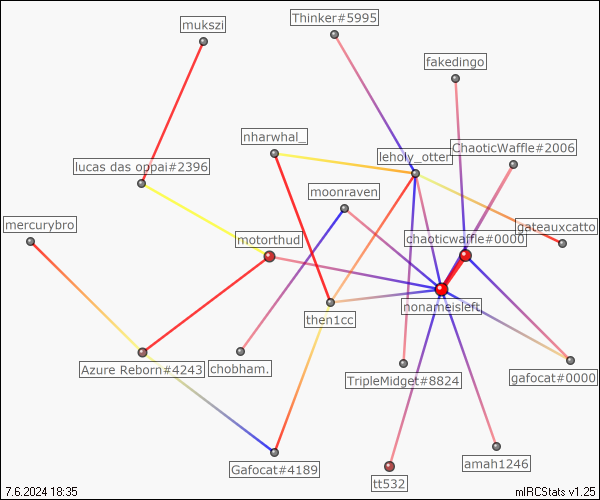 Thinker#5995
mukszi
fakedingo
nharwhal_
ChaoticWaffle#2006
leholy_otter
lucas das oppai#2396
moonraven
mercurybro
gateauxcatto
motorthud
chaoticwaffle#0000
nonameisleft
then1cc
Azure Reborn#4243
chobham.
TripleMidget#8824
gafocat#0000
Gafocat#4189
amah1246
tt532
7.6.2024 18:35
mIRCStats v1.25